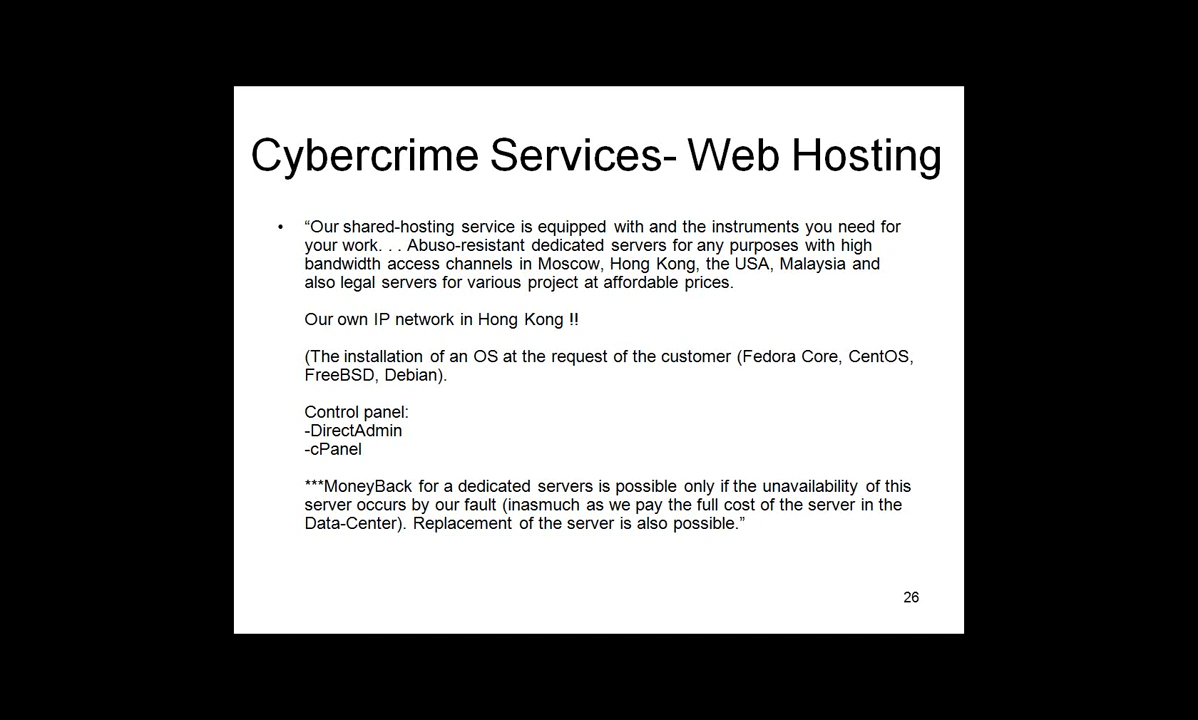 Cybercrime Services- Web Hosting
• “Our shared-hosting service is equipped with and the instruments you need for
your work. . . Abuso-resistant dedicated servers for any purposes with high
bandwidth access channels in Moscow, Hong Kong, the USA, Malaysia and
also legal servers for various project at affordable prices.
Our own IP network in Hong Kong !!
(The installation of an OS at the request of the customer (Fedora Core, CentOS,
FreeBSD, Debian).
Control panel:
-DirectAdmin
-cPanel
***MoneyBack for a dedicated servers is possible only if the unavailability of this
server occurs by our fault (inasmuch as we pay the full cost of the server in the
Data-Center). Replacement of the server is also possible.”
26